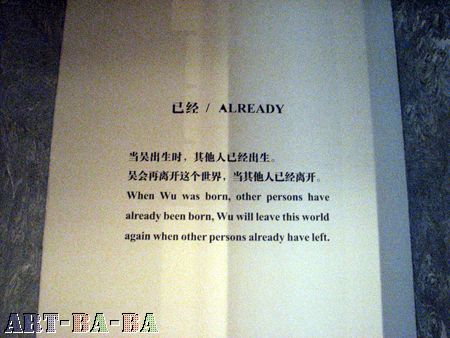 已经 / ALREADY
当吴出生时，其他人已经出生。
吴会再离开这个世界，当其他人已经离开。
When Wu was born, other persons have
already been born, Wu will leave this world
again when other persons already have left.
ART-BA-BA